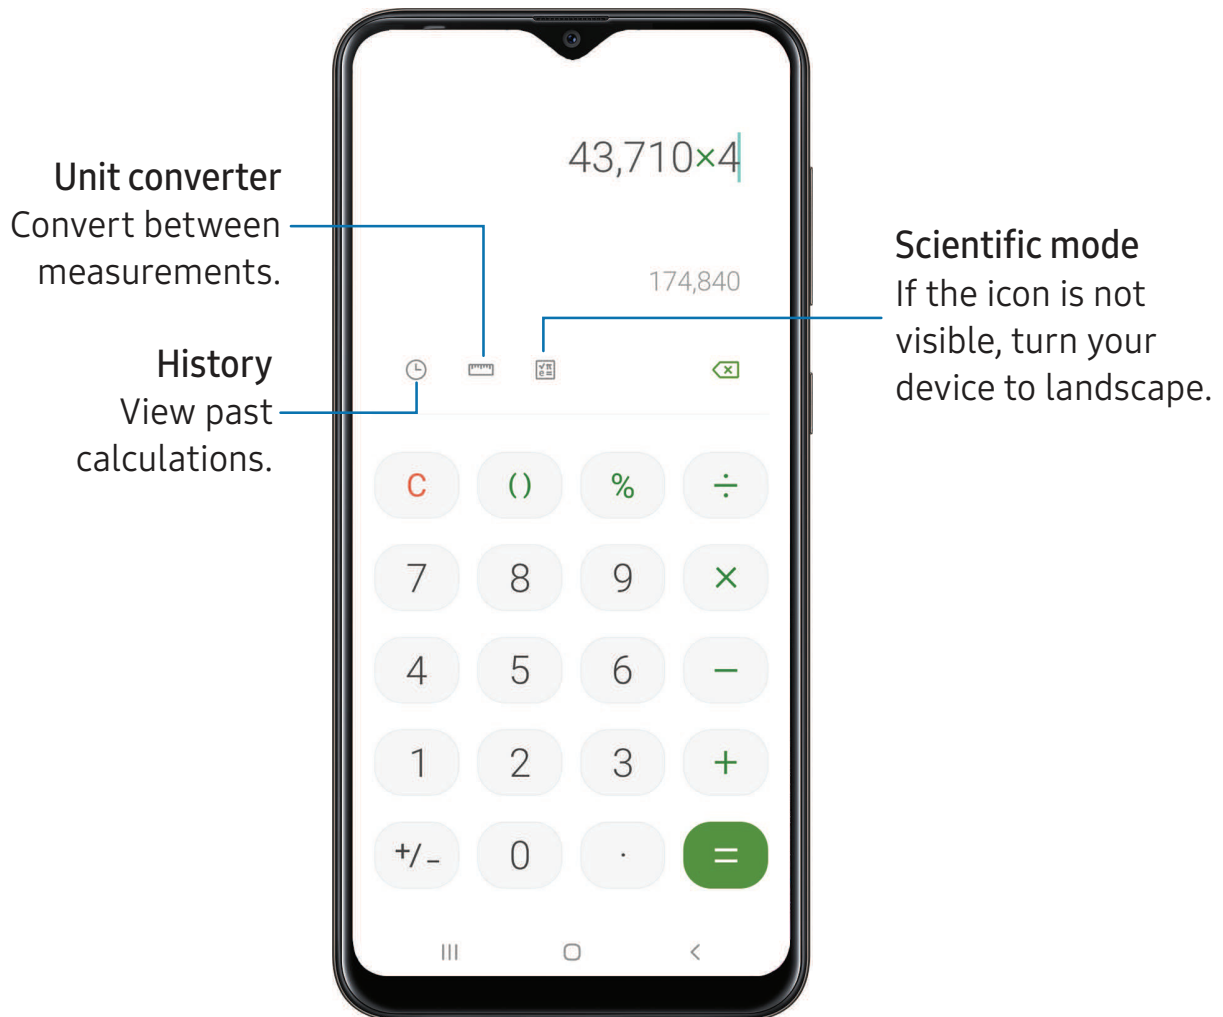 43,710×4
174,840
Unit converter
Convert between
measurements.
History
View past
calculations.
Scientific mode
If the icon is not
visible, turn your
device to landscape.
√π
e=
C () % ÷
7 8 9 ×
4 5 6 −
1 2 3 +
+/− 0 . =